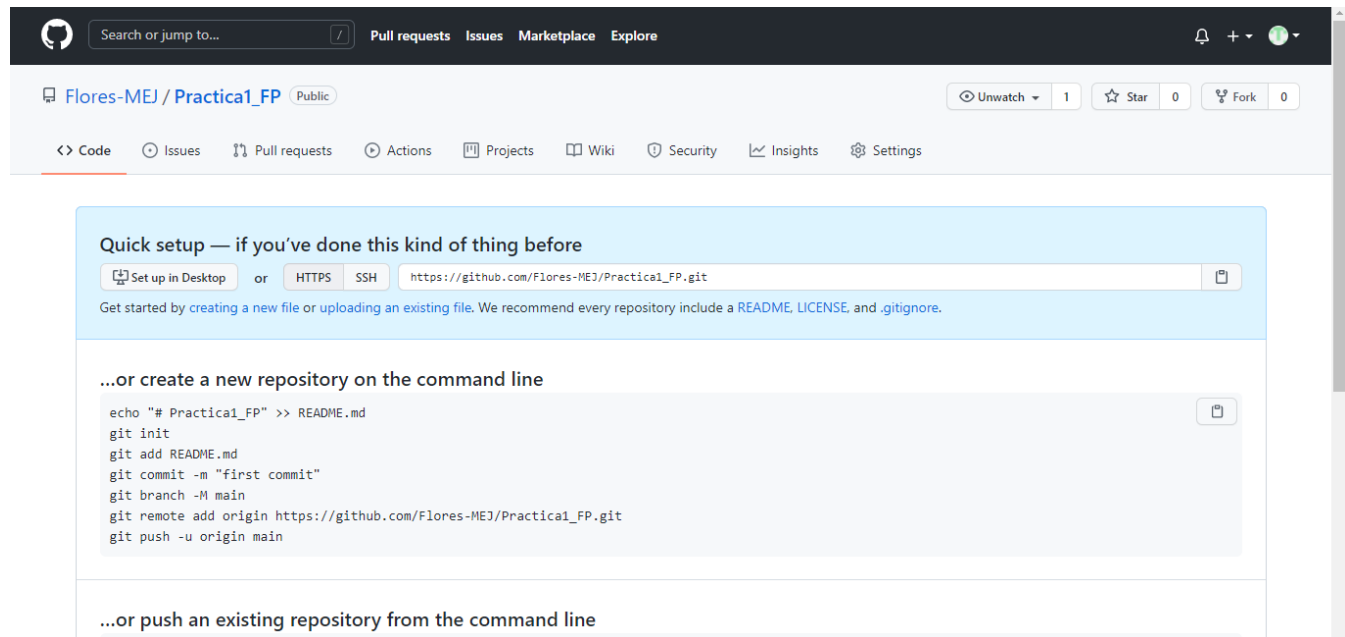 Search or jump to... / Pull requests Issues Marketplace Explore
Flores-MEJ / Practica1_FP Public Unwatch 1 Star 0 Fork 0
<> Code Issues Pull requests Actions Projects Wiki Security Insights Settings
Quick setup — if you've done this kind of thing before
Set up in Desktop or HTTPS SSH https://github.com/Flores-MEJ/Practica1_FP.git
Get started by creating a new file or uploading an existing file. We recommend every repository include a README, LICENSE, and .gitignore.
…or create a new repository on the command line
echo "# Practica1_FP" >> README.md
git init
git add README.md
git commit -m "first commit"
git branch -M main
git remote add origin https://github.com/Flores-MEJ/Practica1_FP.git
git push -u origin main
…or push an existing repository from the command line